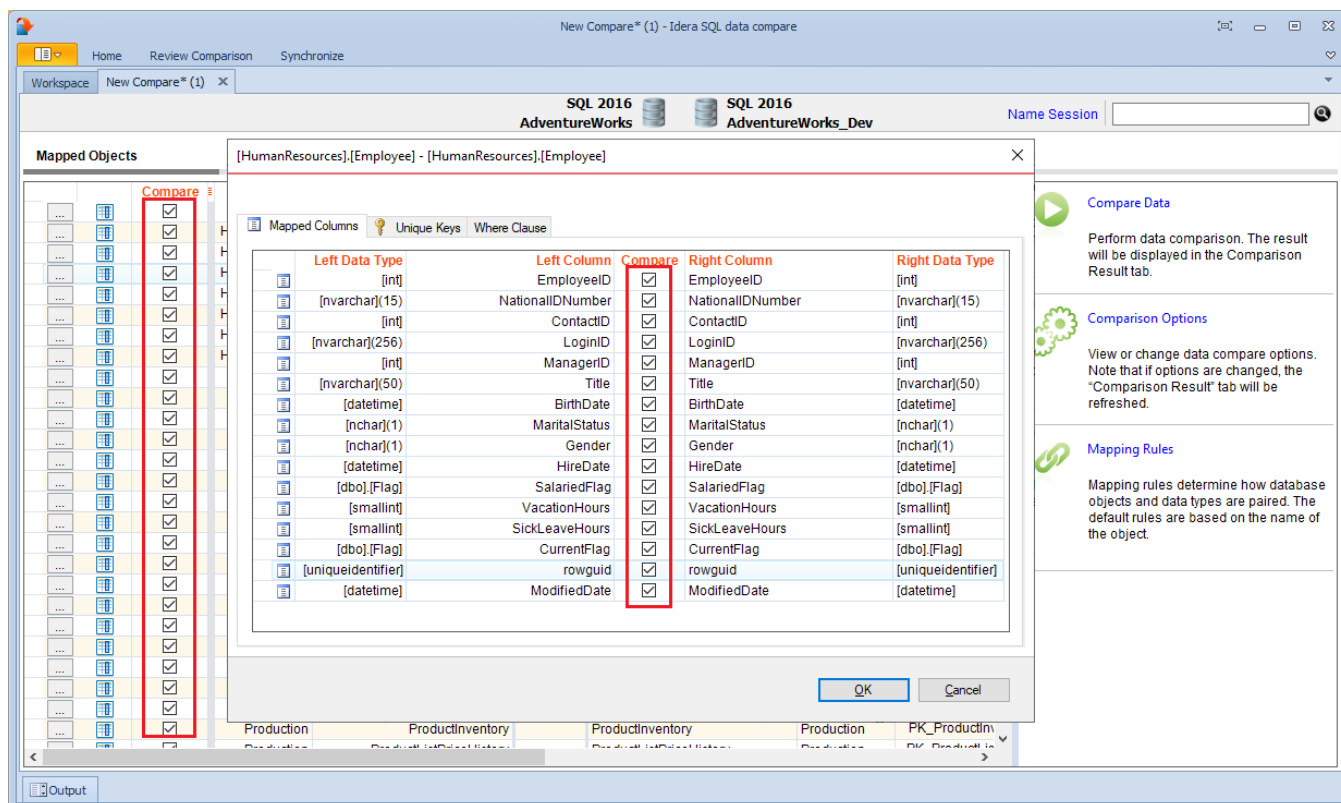 New Compare* (1) - Idera SQL data compare
Home Review Comparison Synchronize
Workspace New Compare* (1)
SQL 2016 SQL 2016
AdventureWorks AdventureWorks_Dev
Name Session
Mapped Objects
Compare
[HumanResources].[Employee] - [HumanResources].[Employee]
Mapped Columns Unique Keys Where Clause
Left Data Type Left Column Compare Right Column Right Data Type
[int] EmployeeID EmployeeID [int]
[nvarchar](15) NationalIDNumber NationalIDNumber [nvarchar](15)
[int] ContactID ContactID [int]
[nvarchar](256) LoginID LoginID [nvarchar](256)
[int] ManagerID ManagerID [int]
[nvarchar](50) Title Title [nvarchar](50)
[datetime] BirthDate BirthDate [datetime]
[nchar](1) MaritalStatus MaritalStatus [nchar](1)
[nchar](1) Gender Gender [nchar](1)
[datetime] HireDate HireDate [datetime]
[dbo].[Flag] SalariedFlag SalariedFlag [dbo].[Flag]
[smallint] VacationHours VacationHours [smallint]
[smallint] SickLeaveHours SickLeaveHours [smallint]
[dbo].[Flag] CurrentFlag CurrentFlag [dbo].[Flag]
[uniqueidentifier] rowguid rowguid [uniqueidentifier]
[datetime] ModifiedDate ModifiedDate [datetime]
OK Cancel
Production ProductInventory ProductInventory Production PK_ProductInv
Compare Data
Perform data comparison. The result
will be displayed in the Comparison
Result tab.
Comparison Options
View or change data compare options.
Note that if options are changed, the
“Comparison Result” tab will be
refreshed.
Mapping Rules
Mapping rules determine how database
objects and data types are paired. The
default rules are based on the name of
the object.
Output